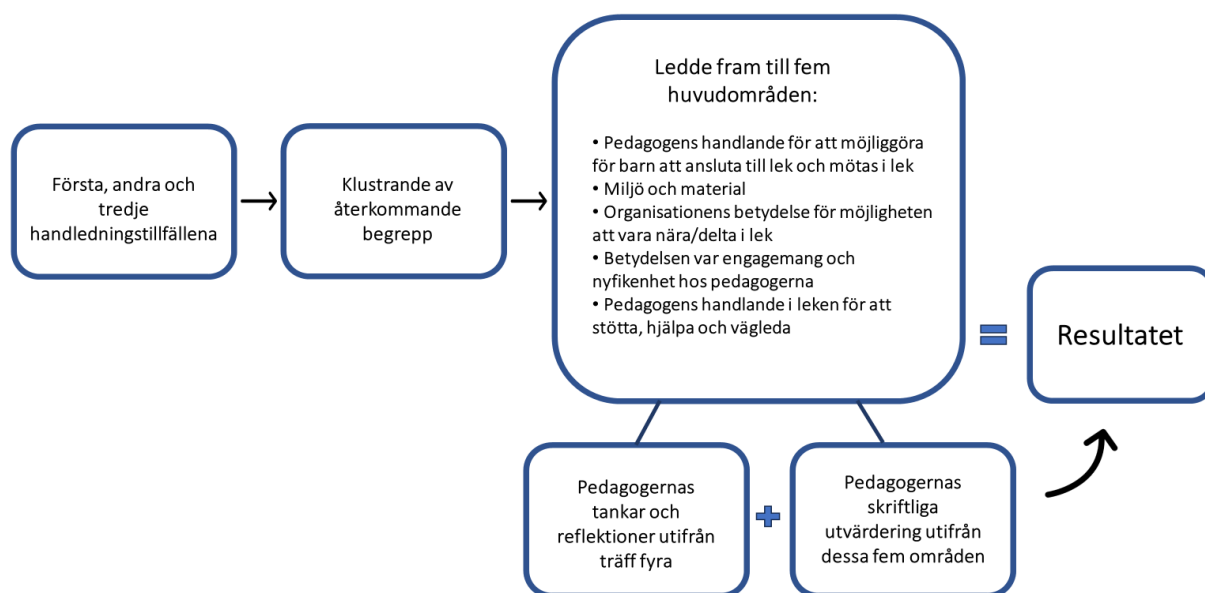 Första, andra och
tredje
handledningstillfällena
Klustrande av
återkommande
begrepp
Ledde fram till fem
huvudområden:
• Pedagogens handlande för att möjliggöra
för barn att ansluta till lek och mötas i lek
• Miljö och material
• Organisationens betydelse för möjligheten
att vara nära/delta i lek
• Betydelsen var engagemang och
nyfikenhet hos pedagogerna
• Pedagogens handlande i leken för att
stötta, hjälpa och vägleda
=
Resultatet
Pedagogernas
tankar och
reflektioner utifrån
träff fyra
+
Pedagogernas
skriftliga
utvärdering utifrån
dessa fem områden